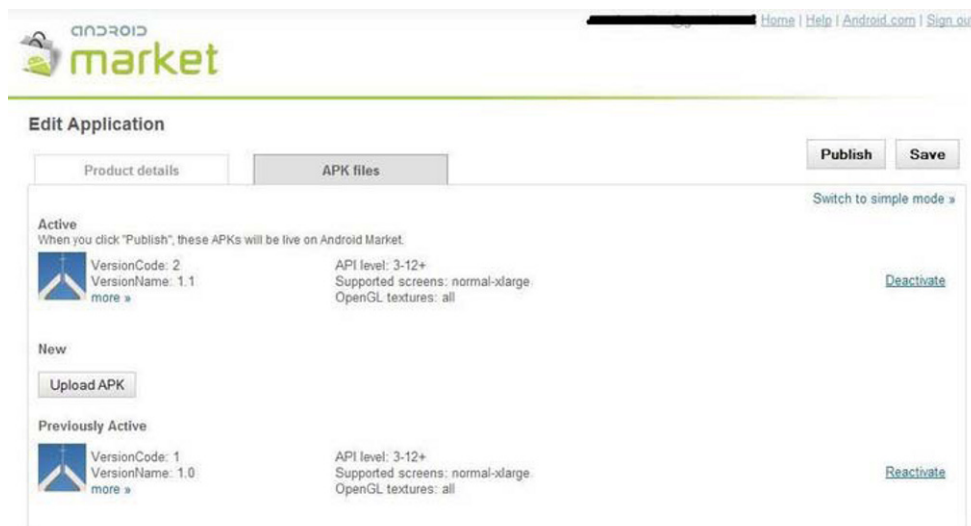 Home | Help | Android.com | Sign ou
android
market
Edit Application
Product details
APK files
Publish
Save
Switch to simple mode »
Active
When you click "Publish", these APKs will be live on Android Market.
VersionCode: 2
API level: 3-12+
VersionName: 1.1
Supported screens: normal-xlarge
Deactivate
more »
OpenGL textures: all
New
Upload APK
Previously Active
VersionCode: 1
API level: 3-12+
VersionName: 1.0
Supported screens: normal-xlarge
Reactivate
more »
OpenGL textures: all